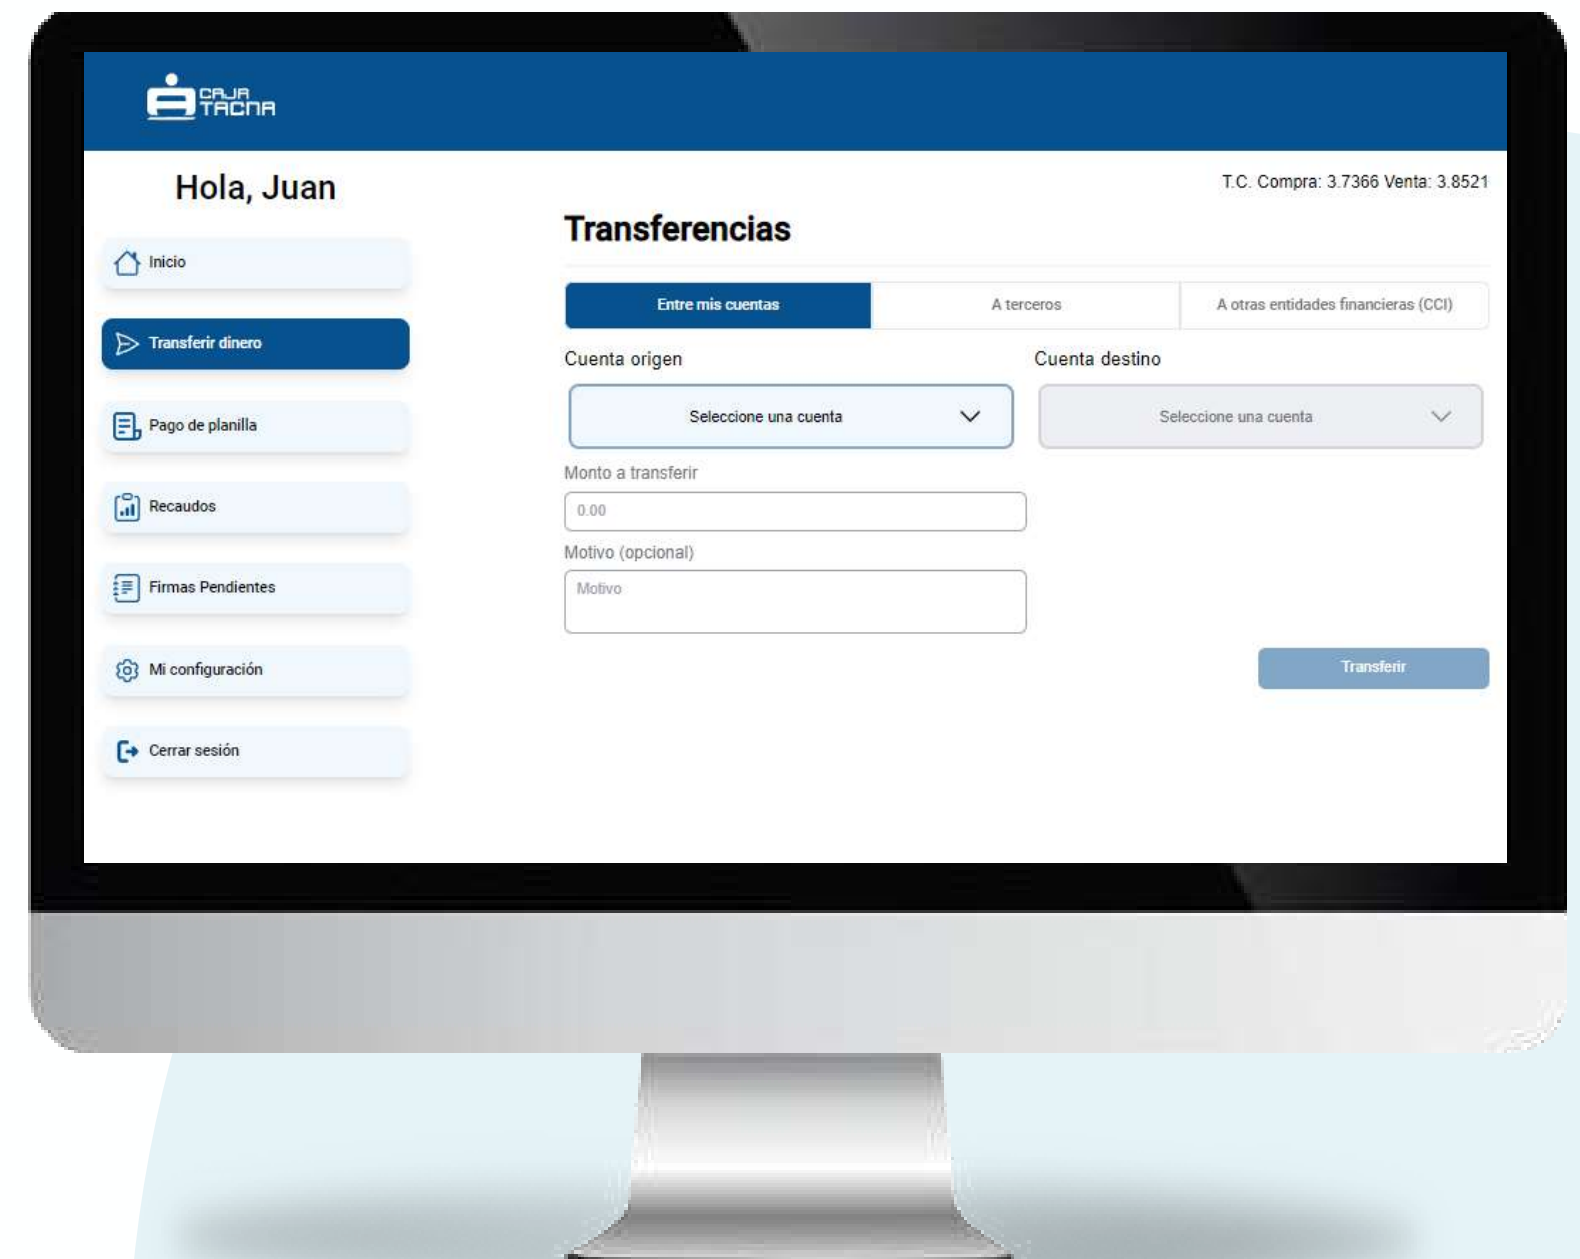 CAJA
TACNA
Hola, Juan
T.C. Compra: 3.7366 Venta: 3.8521
Transferencias
Inicio
Transferir dinero
Pago de planilla
Recaudos
Firmas Pendientes
Mi configuración
Cerrar sesión
Entre mis cuentas
A terceros
A otras entidades financieras (CCI)
Cuenta origen
Cuenta destino
Seleccione una cuenta
Seleccione una cuenta
Monto a transferir
0.00
Motivo (opcional)
Motivo
Transferir